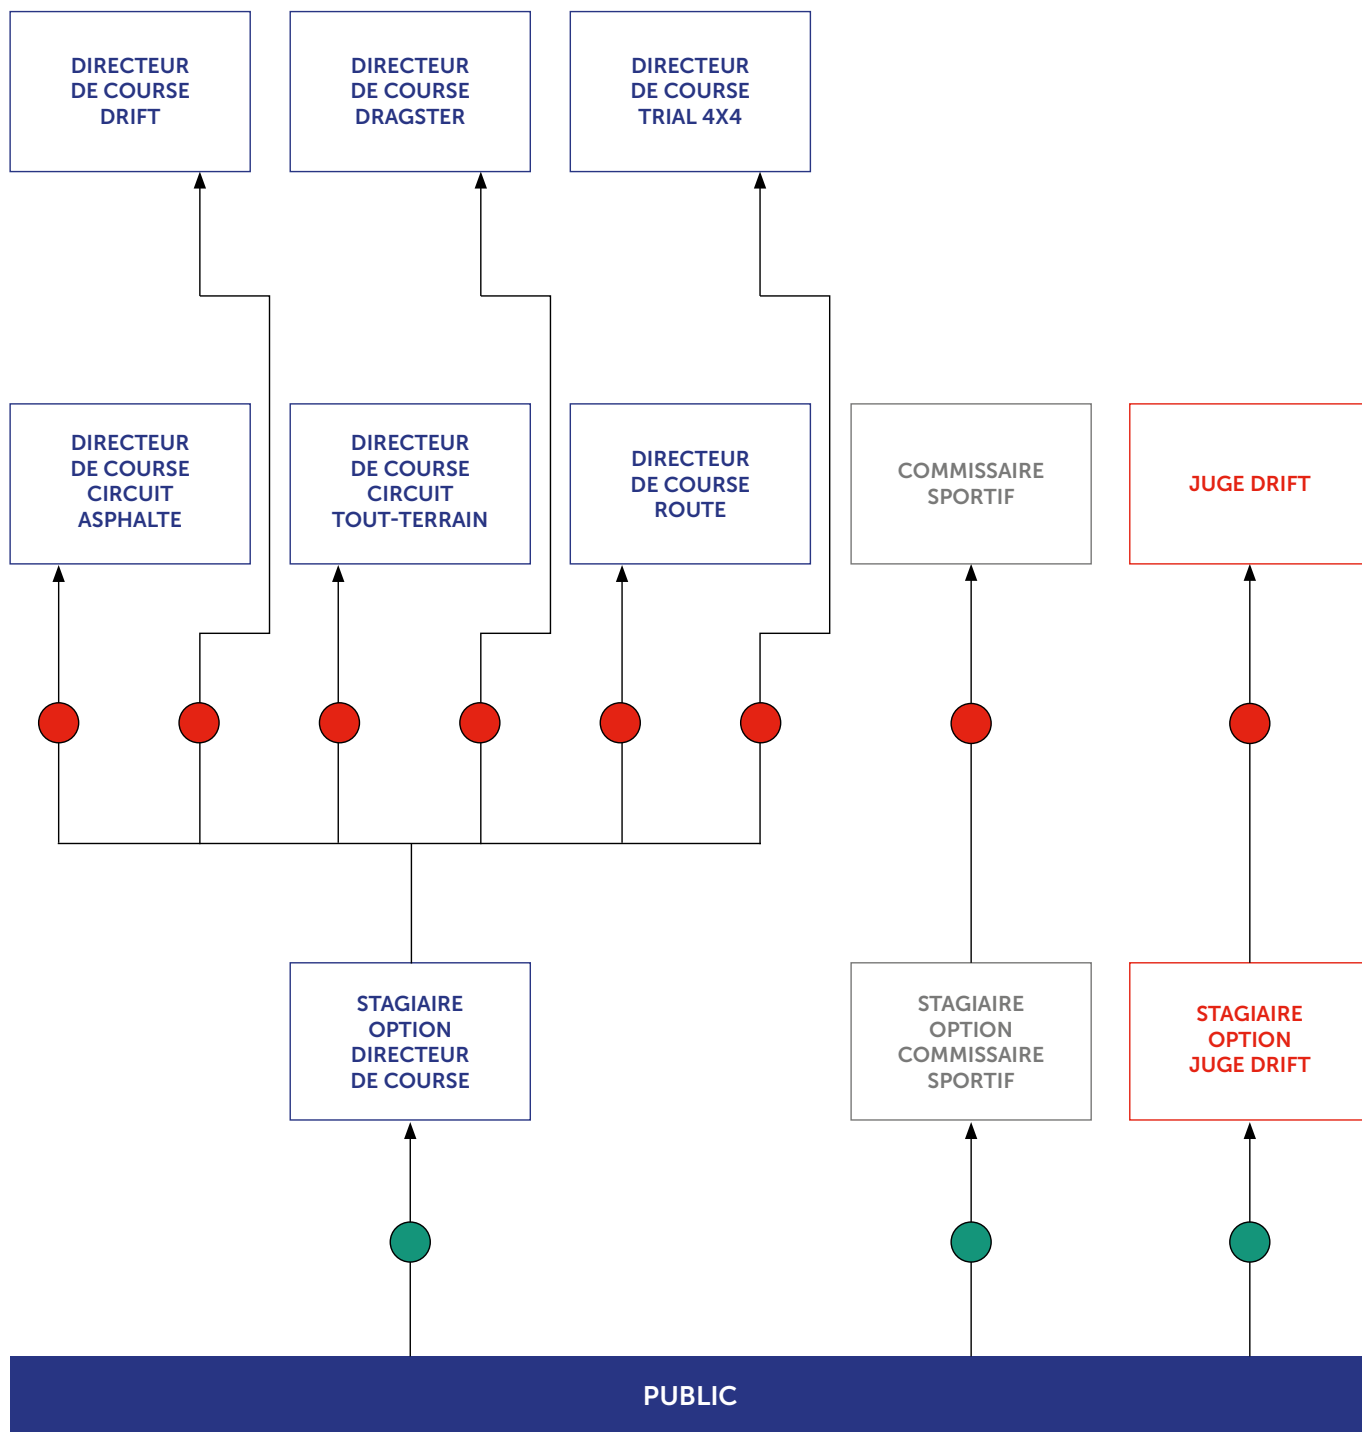 DIRECTEUR
DE COURSE
DRIFT
DIRECTEUR
DE COURSE
DRAGSTER
DIRECTEUR
DE COURSE
TRIAL 4X4
DIRECTEUR
DE COURSE
CIRCUIT
ASPHALTE
DIRECTEUR
DE COURSE
CIRCUIT
TOUT-TERRAIN
DIRECTEUR
DE COURSE
ROUTE
COMMISSAIRE
SPORTIF
JUGE DRIFT
STAGIAIRE
OPTION
DIRECTEUR
DE COURSE
STAGIAIRE
OPTION
COMMISSAIRE
SPORTIF
STAGIAIRE
OPTION
JUGE DRIFT
PUBLIC